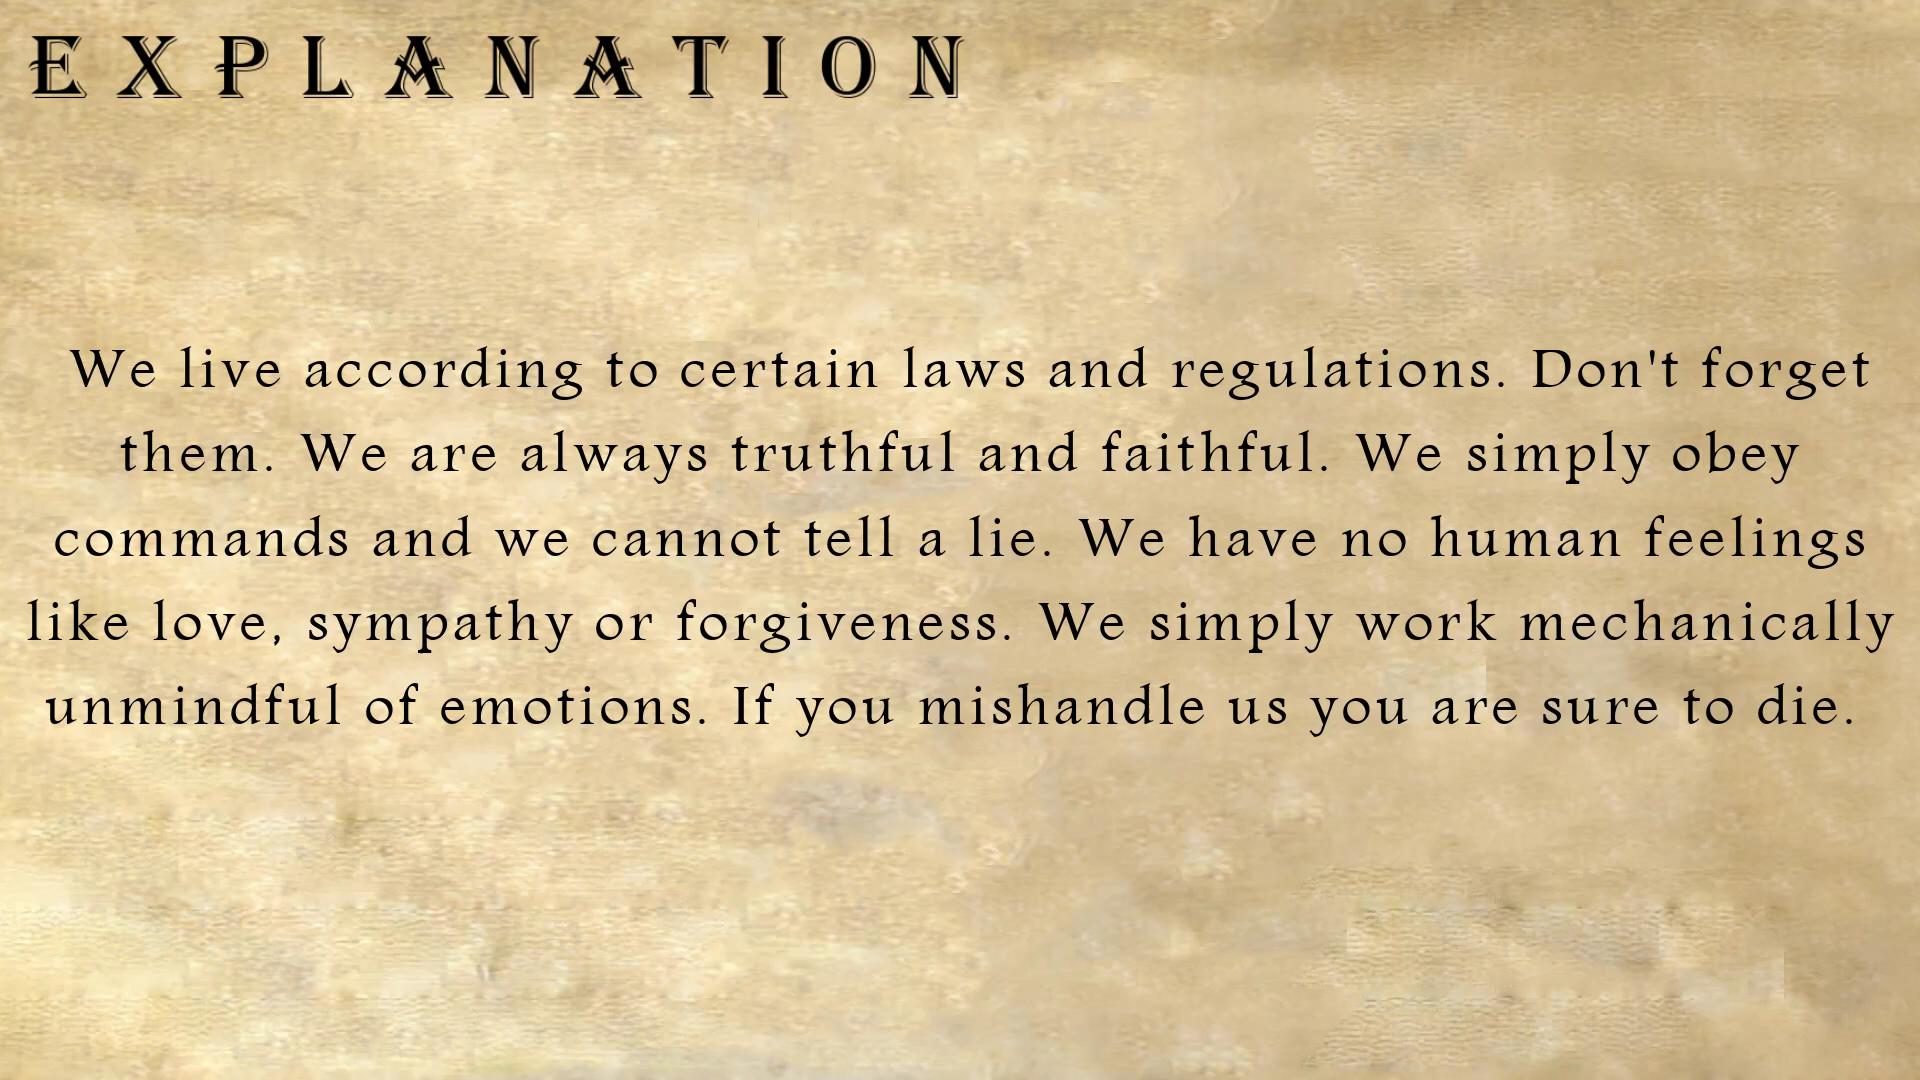 EXPLANATION
We live according to certain laws and regulations. Don't forget
them. We are always truthful and faithful. We simply obey
commands and we cannot tell a lie. We have no human feelings
like love, sympathy or forgiveness. We simply work mechanically
unmindful of emotions. If you mishandle us you are sure to die.